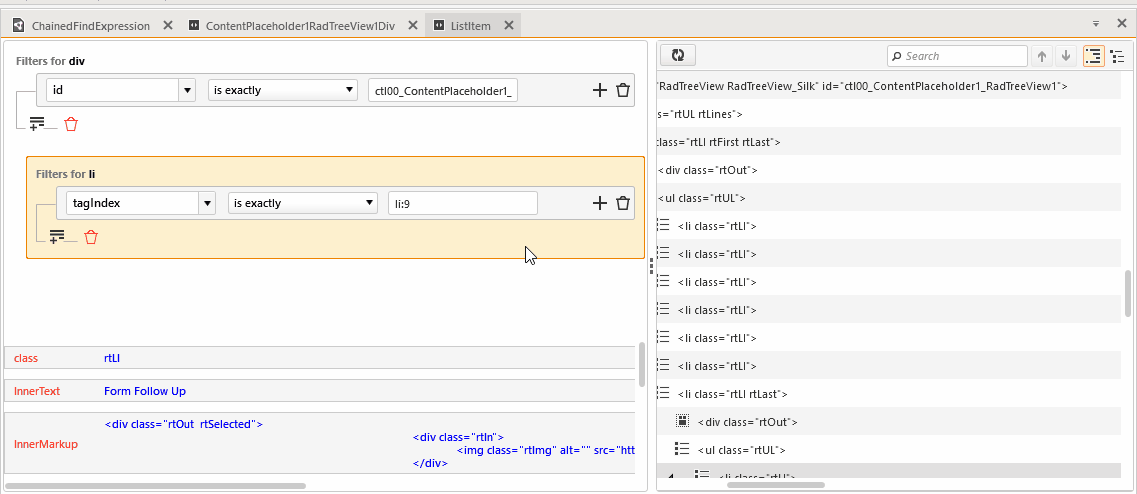 ChainedFindExpression
ContentPlaceholder1RadTreeView1Div
ListItem
Filters for div
id
is exactly
ctl00_ContentPlaceholder1_
Filters for li
tagIndex
is exactly
li:9
class
rtLI
InnerText
Form Follow Up
InnerMarkup
<div class="rtOut  rtSelected">
<div class="rtIn">
<img class="rtImg" alt="" src="htt
</div>
Search
"RadTreeView RadTreeView_Silk" id="ctl00_ContentPlaceholder1_RadTreeView1">
s="rtUL rtLines">
class="rtLI rtFirst rtLast">
<div class="rtOut">
<ul class="rtUL">
<li class="rtLI">
<li class="rtLI">
<li class="rtLI">
<li class="rtLI">
<li class="rtLI">
<li class="rtLI">
<li class="rtLI rtLast">
<div class="rtOut">
<ul class="rtUL">
<li class="rtLI">